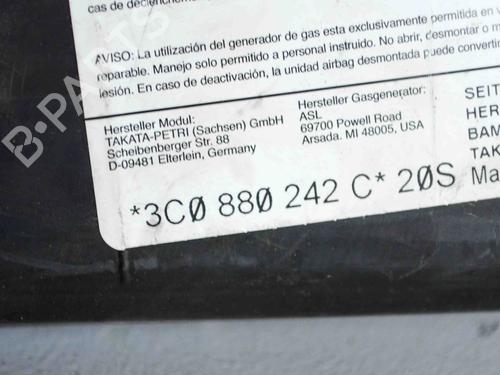 cas de déclenchem
AVISO: La utilización del generador de gas esta exclusivamente permitida en v
reparable. Manejo solo permitido a personal instruido. No abrir, desmontar o m
lesión. En caso de deactivación, la unidad airbag desmontada puede convertir
Hersteller Modul:
TAKATA-PETRI (Sachsen) GmbH
Scheibenberger Str. 88
D-09481 Elterlein, Germany
Hersteller Gasgenerator:
ASL
69700 Powell Road
Arsada. MI 48005, USA
SEIT
HER
BAM
TAK
Ma
*3C0 880 242 C* 20S
B-PARTS